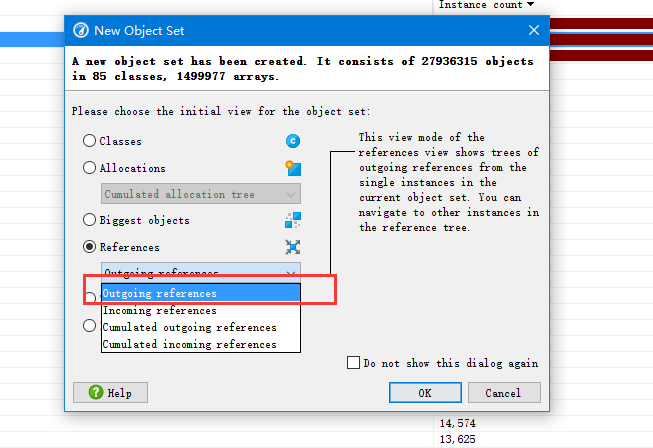 Instance count
New Object Set
A new object set has been created. It consists of 27936315 objects
in 85 classes, 1499977 arrays.
Please choose the initial view for the object set:
Classes
Allocations
Cumulated allocation tree
Biggest objects
References
Outgoing references
Outgoing references
Incoming references
Cumulated outgoing references
Cumulated incoming references
This view mode of the
references view shows trees of
outgoing references from the
single instances in the
current object set. You can
navigate to other instances in
the reference tree.
Do not show this dialog again
Help
OK
Cancel
14,574
13,625